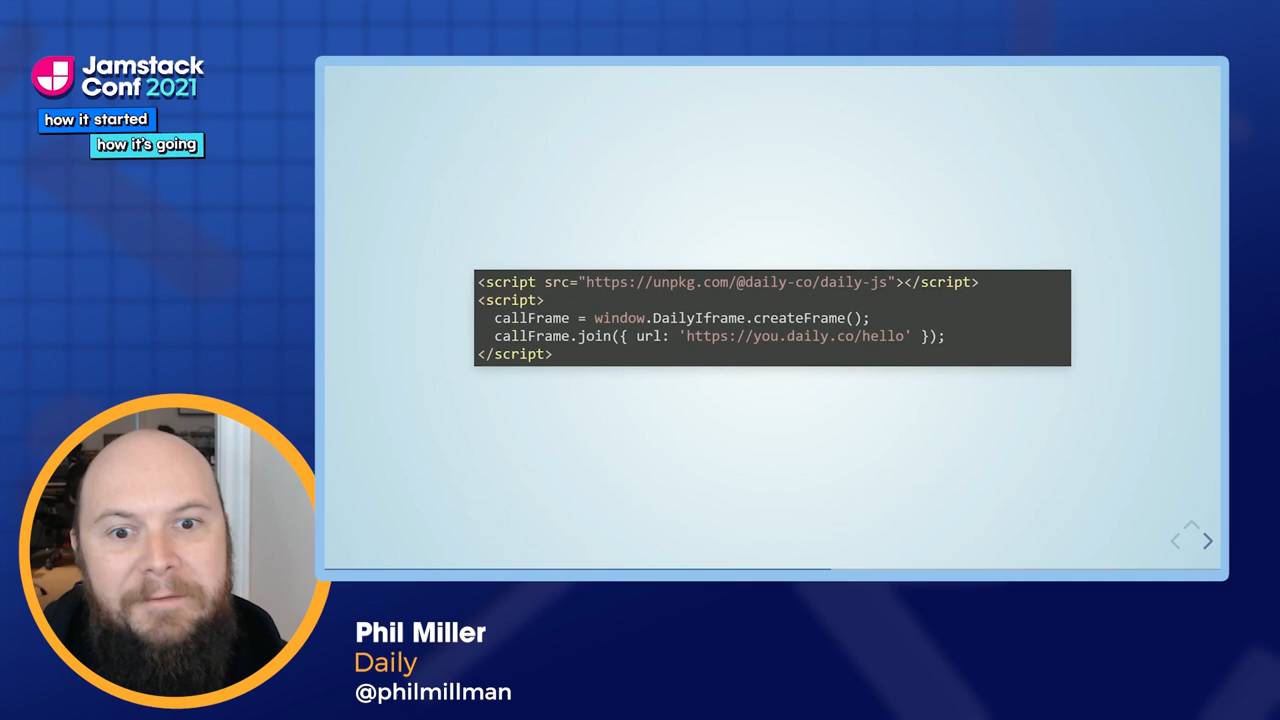 Jamstack
Conf 2021
how it started
how it's going
<script src="https://unpkg.com/@daily-co/daily-js"></script>
<script>
  callFrame = window.DailyIframe.createFrame();
  callFrame.join({ url: 'https://you.daily.co/hello' });
</script>
Phil Miller
Daily
@philmillman